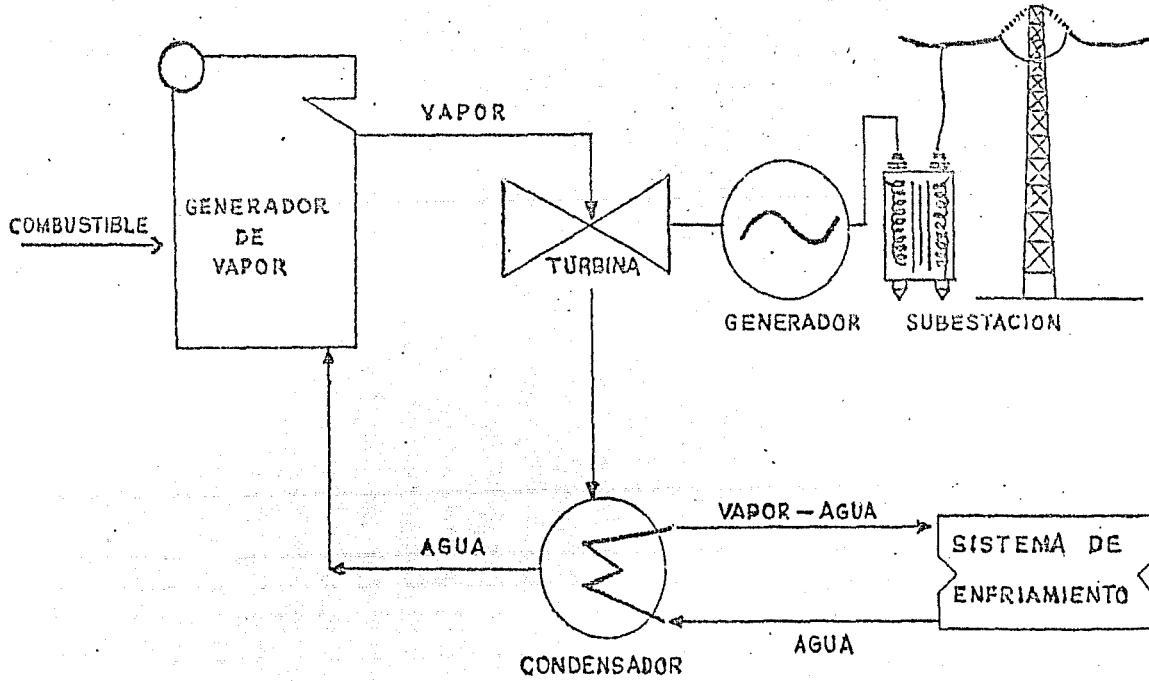 VAPOR
COMBUSTIBLE
GENERADOR
DE
VAPOR
TURBINA
GENERADOR
SUBESTACION
AGUA
VAPOR - AGUA
SISTEMA DE
ENFRIAMIENTO
AGUA
CONDENSADOR